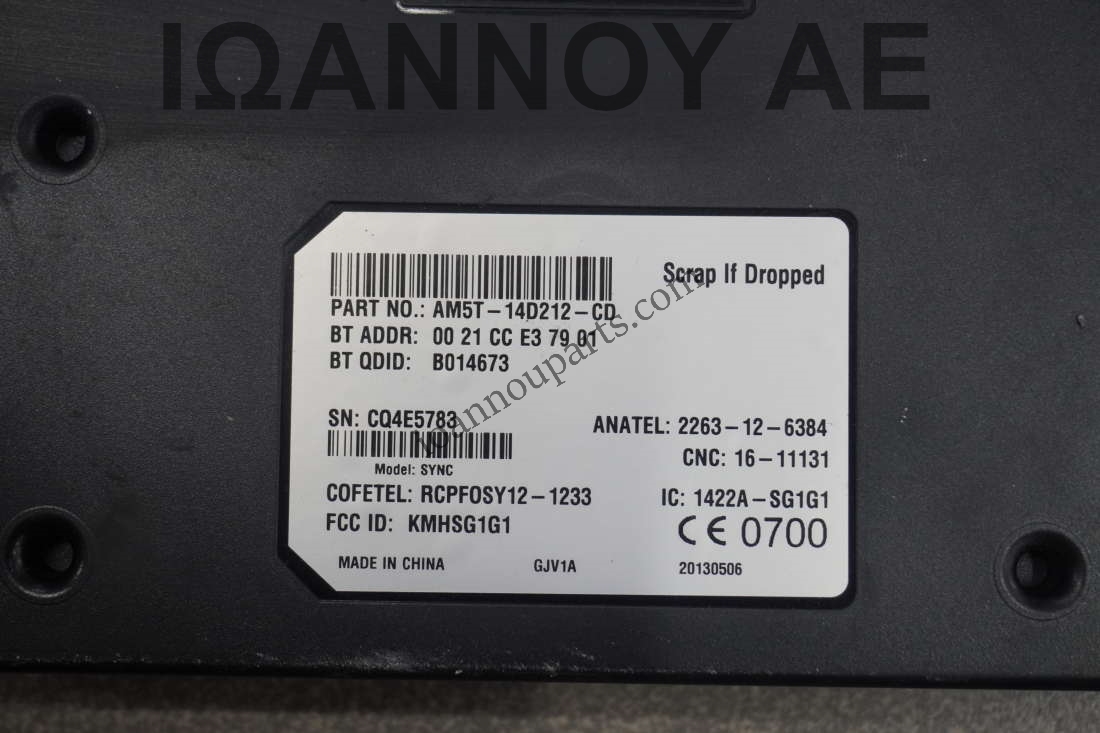 ΙΩΑΝΝΟΥ ΑΕ
Scrap If Dropped
PART NO.: AM5T-14D212-CD
BT ADDR: 00 21 CC E3 79 01
BT QDID: B014673
SN: CQ4E5783
ANATEL: 2263-12-6384
CNC: 16-11131
Model: SYNC
COFETEL: RCPFOSY12-1233
IC: 1422A-SG1G1
FCC ID: KMHSG1G1
CE 0700
MADE IN CHINA
GJV1A
20130506
ioannouparts.com